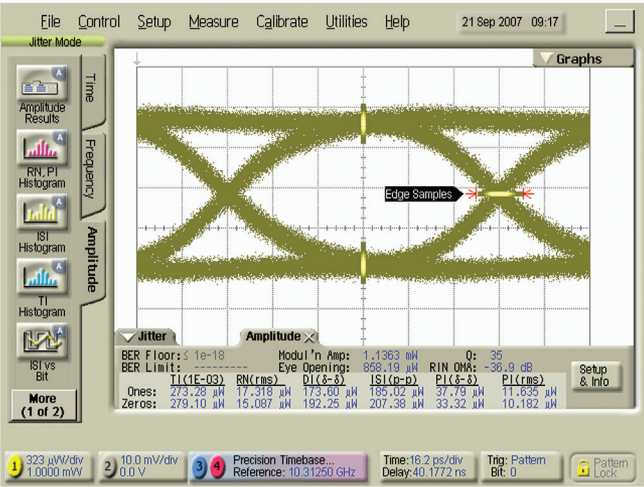 File Control Setup Measure Calibrate Utilities Help 21 Sep 2007 09:17
Jitter Mode
Graphs
Time
Frequency
Amplitude
A
Amplitude
Results
A
RN, PI
Histogram
A
ISI
Histogram
A
TI
Histogram
A
ISI vs
Bit
More
(1 of 2)
Edge Samples
Jitter Amplitude
BER Floor:≤ 1e-18 Modul'n Amp: 1.1363 mW Q: 35
BER Limit: ---------- Eye Opening: 858.19 µW RIN OMA: -36.9 dB
TI(1E-03) RN(rms) DI(δ-δ) ISI(p-p) PI(δ-δ) PI(rms)
Ones: 273.28 µW 17.318 µW 173.60 µW 185.02 µW 37.79 µW 11.635 µW
Zeros: 279.10 µW 15.087 µW 192.25 µW 207.38 µW 33.32 µW 10.182 µW
Setup
& Info
1 323 µW/div
1.0000 mW
2 10.0 mV/div
0.0 V
3 4 Precision Timebase...
Reference: 10.31250 GHz
Time:16.2 ps/div
Delay:40.1772 ns
Trig: Pattern
Bit: 0
Pattern
Lock